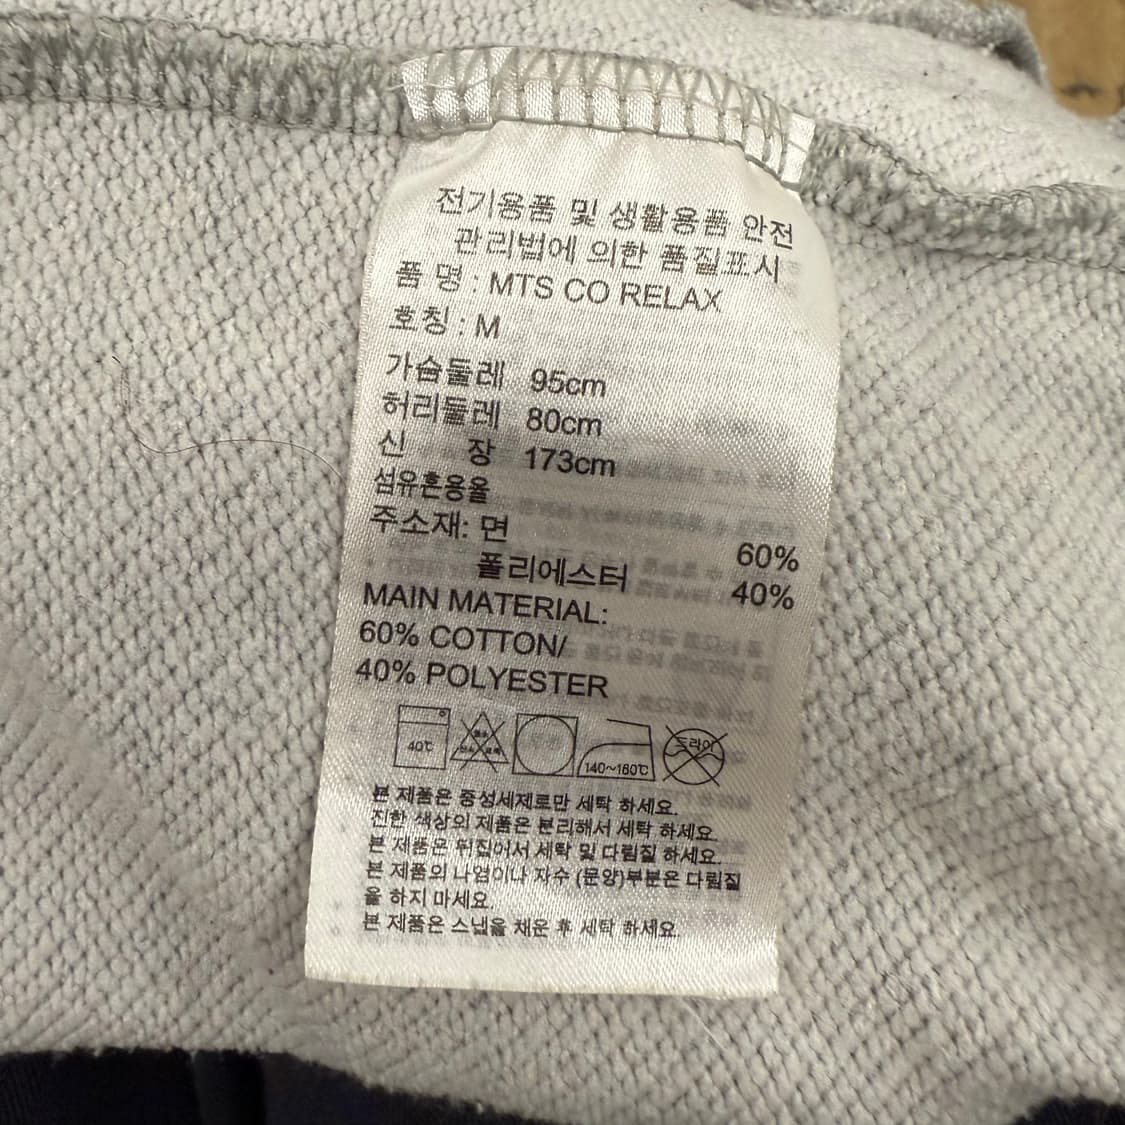 전기용품 및 생활용품 안전
관리법에 의한 품질표시
품 명 : MTS CO RELAX
호칭 : M
가슴둘레 95cm
허리둘레 80cm
신 장 173cm
섬유혼용율
주소재: 면 60%
폴리에스터 40%
MAIN MATERIAL:
60% COTTON/
40% POLYESTER
40℃
140~160℃
드라이
본 제품은 중성세제로만 세탁 하세요.
진한 색상의 제품은 분리해서 세탁 하세요.
본 제품은 뒤집어서 세탁 및 다림질 하세요.
본 제품의 나염이나 자수 (문양)부분은 다림질
을 하지 마세요.
본 제품은 스냅을 채운 후 세탁 하세요.